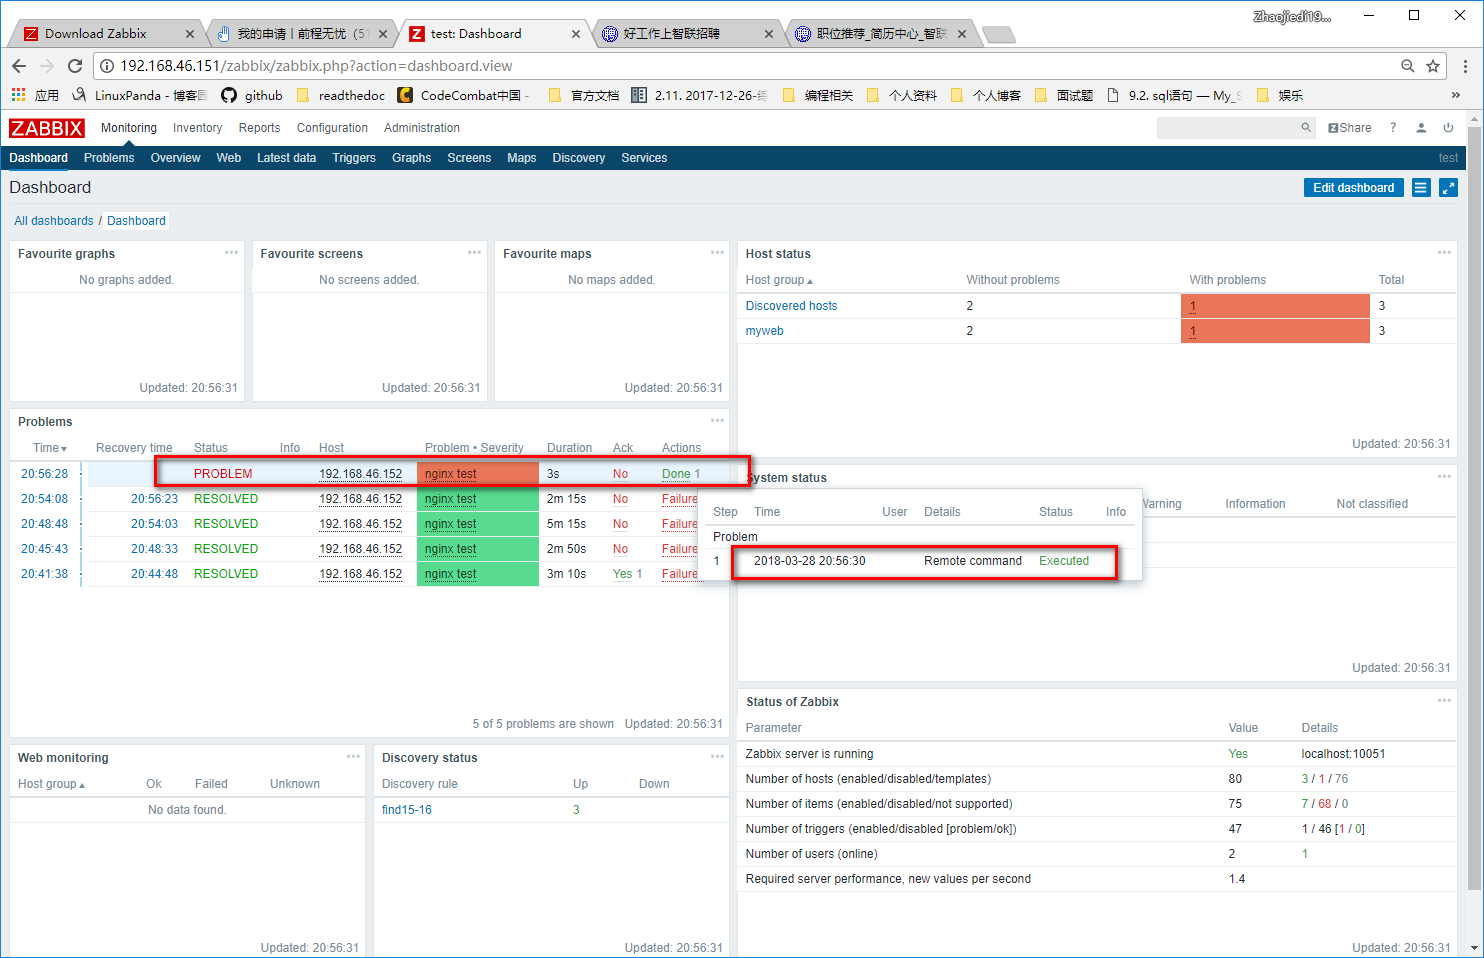 Zhaojiedi19...
Download Zabbix
我的申请丨前程无忧（51
test: Dashboard
好工作上智联招聘
职位推荐_简历中心_智联
192.168.46.151/zabbix/zabbix.php?action=dashboard.view
应用 LinuxPanda - 博客园 github readthedoc CodeCombat中国 - 官方文档 2.11. 2017-12-26-练 编程相关 个人资料 个人博客 面试题 9.2. sql语句 — My_S 娱乐 »
ZABBIX Monitoring Inventory Reports Configuration Administration Z Share ?
Dashboard Problems Overview Web Latest data Triggers Graphs Screens Maps Discovery Services test
Dashboard Edit dashboard
All dashboards / Dashboard
Favourite graphs
No graphs added.
Updated: 20:56:31
Favourite screens
No screens added.
Updated: 20:56:31
Favourite maps
No maps added.
Updated: 20:56:31
Host status
Host group Without problems With problems Total
Discovered hosts 2 1 3
myweb 2 1 3
Updated: 20:56:31
Problems
Time Recovery time Status Info Host Problem • Severity Duration Ack Actions
20:56:28 PROBLEM 192.168.46.152 nginx test 3s No Done 1
20:54:08 20:56:23 RESOLVED 192.168.46.152 nginx test 2m 15s No Failure
20:48:48 20:54:03 RESOLVED 192.168.46.152 nginx test 5m 15s No Failure
20:45:43 20:48:33 RESOLVED 192.168.46.152 nginx test 2m 50s No Failure
20:41:38 20:44:48 RESOLVED 192.168.46.152 nginx test 3m 10s Yes 1 Failure
5 of 5 problems are shown Updated: 20:56:31
System status
Warning Information Not classified
Step Time User Details Status Info
Problem
1 2018-03-28 20:56:30 Remote command Executed
Updated: 20:56:31
Status of Zabbix
Parameter Value Details
Zabbix server is running Yes localhost:10051
Number of hosts (enabled/disabled/templates) 80 3 / 1 / 76
Number of items (enabled/disabled/not supported) 75 7 / 68 / 0
Number of triggers (enabled/disabled [problem/ok]) 47 1 / 46 [1 / 0]
Number of users (online) 2 1
Required server performance, new values per second 1.4
Updated: 20:56:31
Web monitoring
Host group Ok Failed Unknown
No data found.
Updated: 20:56:31
Discovery status
Discovery rule Up Down
find15-16 3
Updated: 20:56:31